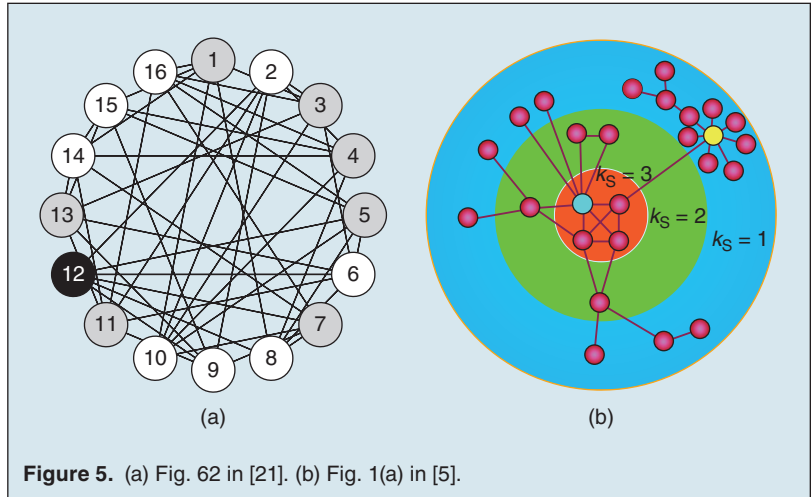 1
2
3
4
5
6
7
8
9
10
11
12
13
14
15
16
(a)
kS = 3
kS = 2
kS = 1
(b)
Figure 5. (a) Fig. 62 in [21]. (b) Fig. 1(a) in [5].